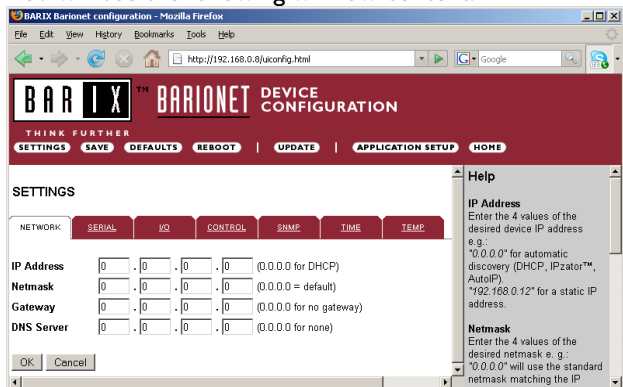 BARIX Barionet configuration - Mozilla Firefox
File Edit View History Bookmarks Tools Help
http://192.168.0.8/uiconfig.html
Google
BARIX ™ BARIONET DEVICE CONFIGURATION
THINK FURTHER
SETTINGS SAVE DEFAULTS REBOOT | UPDATE | APPLICATION SETUP HOME
SETTINGS
NETWORK SERIAL I/O CONTROL SNMP TIME TEMP
IP Address 0 . 0 . 0 . 0 (0.0.0.0 for DHCP)
Netmask 0 . 0 . 0 . 0 (0.0.0.0 = default)
Gateway 0 . 0 . 0 . 0 (0.0.0.0 for no gateway)
DNS Server 0 . 0 . 0 . 0 (0.0.0.0 for none)
OK Cancel
Help
IP Address
Enter the 4 values of the
desired device IP address
e.g.:
"0.0.0.0" for automatic
discovery (DHCP, IPzator™,
AutoIP).
"192.168.0.12" for a static IP
address.
Netmask
Enter the 4 values of the
desired netmask e. g.:
"0.0.0.0" will use the standard
netmask matching the IP